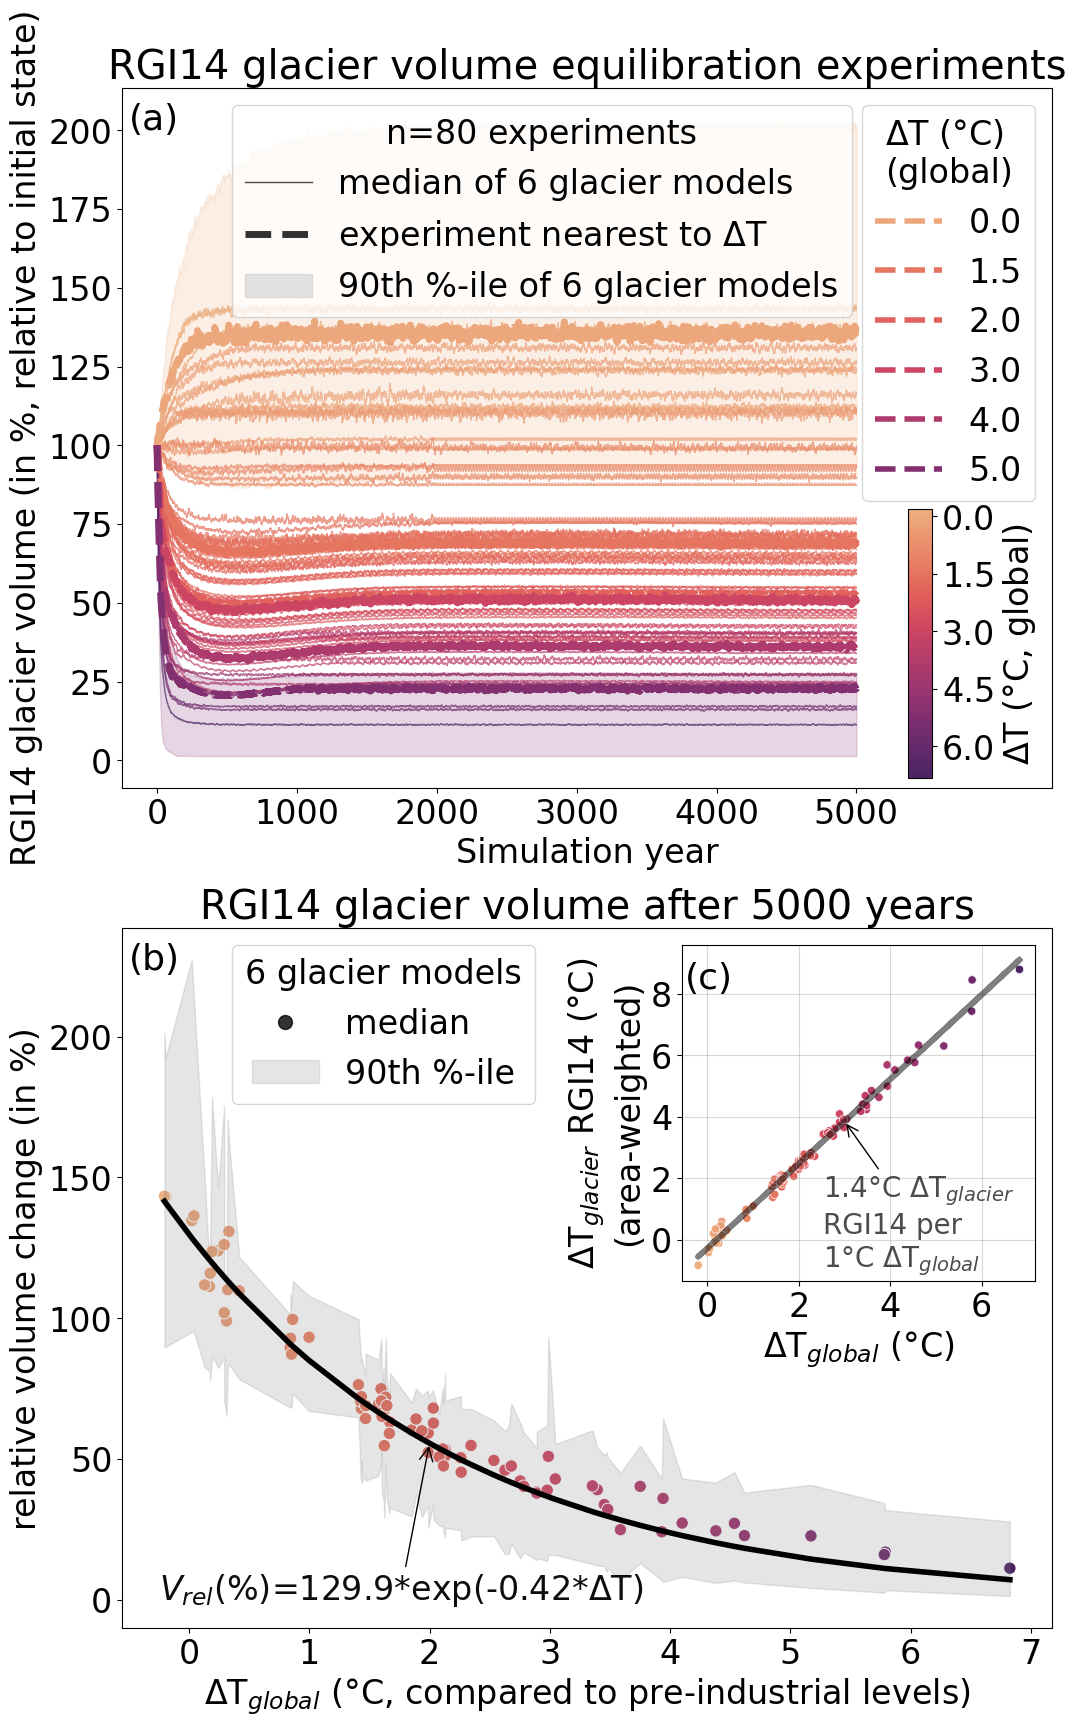 RGI14 glacier volume equilibration experiments
(a)
RGI14 glacier volume (in %, relative to initial state)
200
175
150
125
100
75
50
25
0
n=80 experiments
median of 6 glacier models
experiment nearest to ΔT
90th %-ile of 6 glacier models
ΔT (°C)
(global)
0.0
1.5
2.0
3.0
4.0
5.0
0.0
1.5
3.0
4.5
6.0
ΔT (°C, global)
0 1000 2000 3000 4000 5000
Simulation year
RGI14 glacier volume after 5000 years
(b)
relative volume change (in %)
200
150
100
50
0
6 glacier models
median
90th %-ile
V_rel(%)=129.9*exp(-0.42*ΔT)
(c)
ΔT_glacier RGI14 (°C)
(area-weighted)
8
6
4
2
0
1.4°C ΔT_glacier
RGI14 per
1°C ΔT_global
0 2 4 6
ΔT_global (°C)
0 1 2 3 4 5 6 7
ΔT_global (°C, compared to pre-industrial levels)